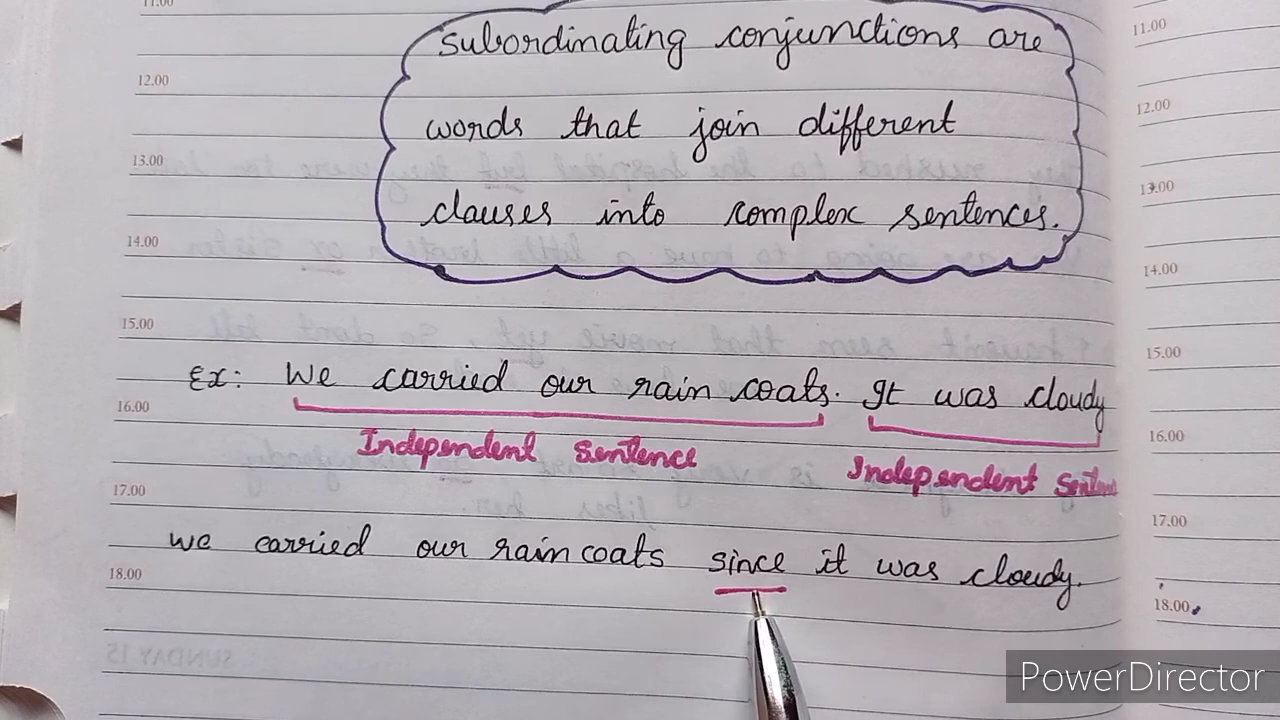 11.00
subordinating conjunctions are
11.00
12.00
words that join different
12.00
13.00
clauses into complex sentences.
13.00
14.00
14.00
15.00
15.00
Ex: We carried our rain coats. It was cloudy
16.00
16.00
Independent Sentence
Independent Sentence
17.00
17.00
we carried our rain coats since it was cloudy.
18.00
18.00
SUNDAY 15
PowerDirector